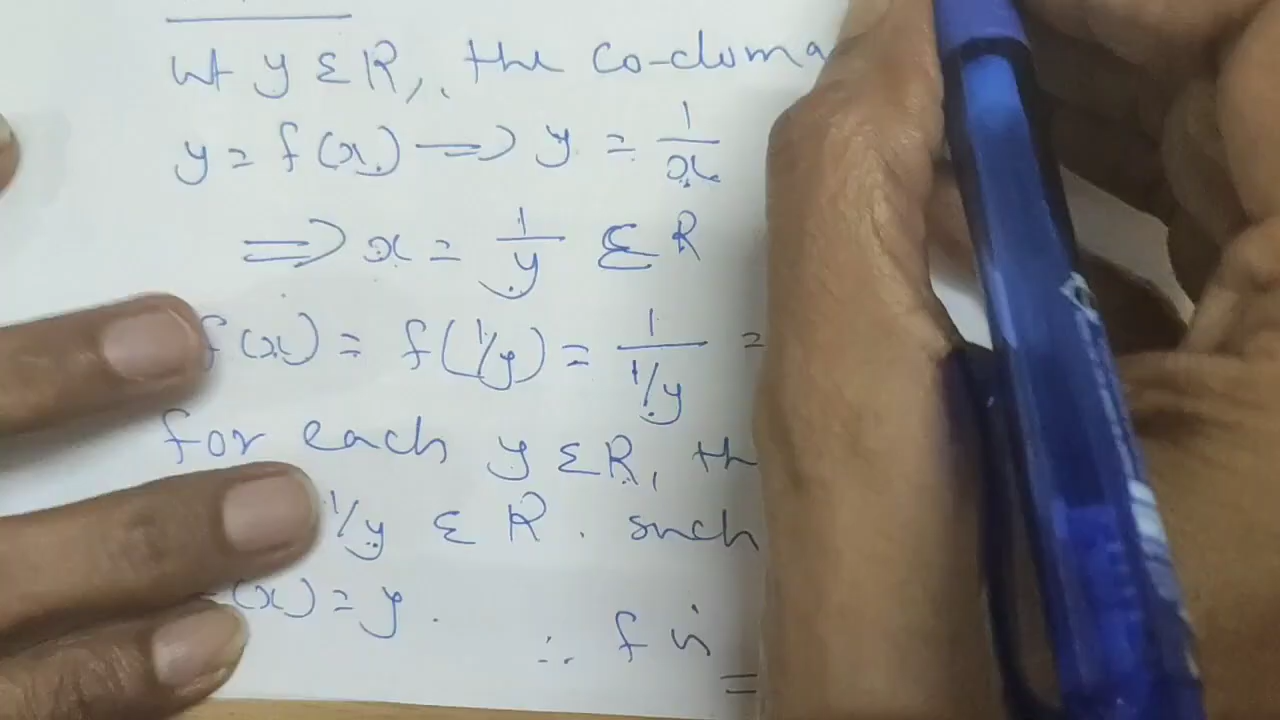 let y ∈ R, the co-doma
y = f(x) ⟹ y = 1/x
⟹ x = 1/y ∈ R
f(x) = f(1/y) = 1/(1/y) =
for each y ∈ R, th
1/y ∈ R. such
(x) = y.
∴ f is